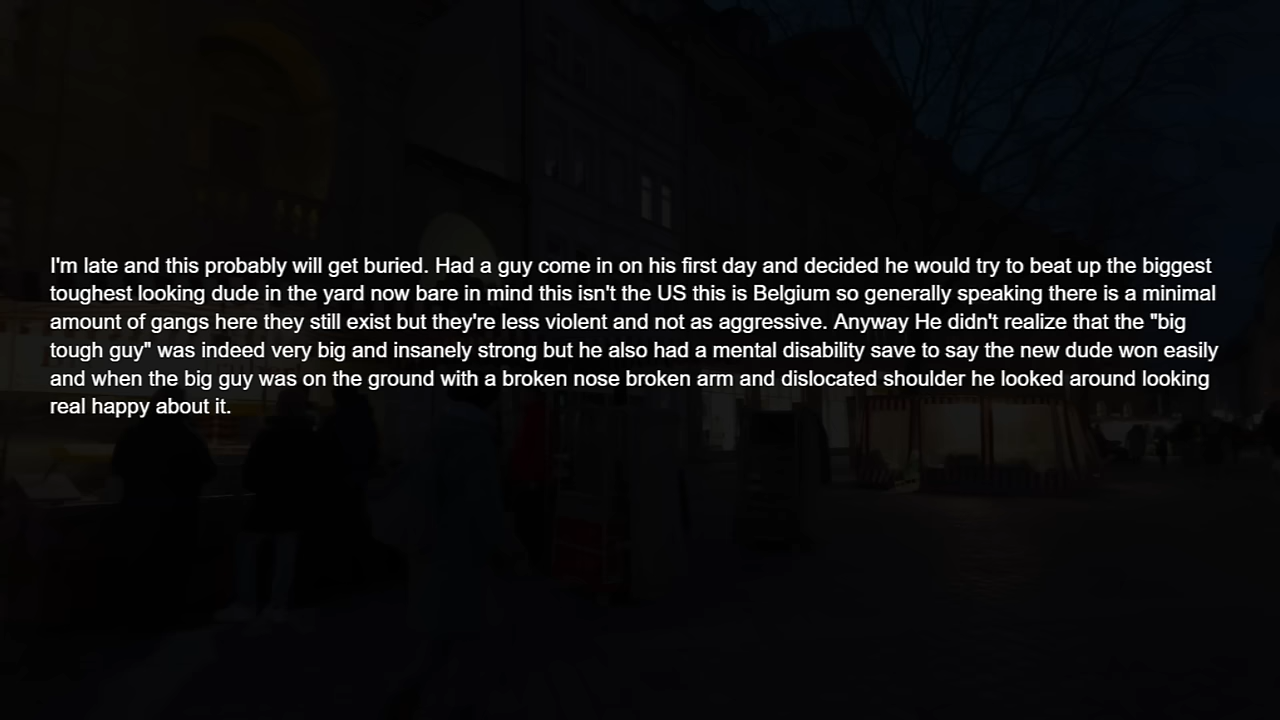 I'm late and this probably will get buried. Had a guy come in on his first day and decided he would try to beat up the biggest
toughest looking dude in the yard now bare in mind this isn't the US this is Belgium so generally speaking there is a minimal
amount of gangs here they still exist but they're less violent and not as aggressive. Anyway He didn't realize that the "big
tough guy" was indeed very big and insanely strong but he also had a mental disability save to say the new dude won easily
and when the big guy was on the ground with a broken nose broken arm and dislocated shoulder he looked around looking
real happy about it.